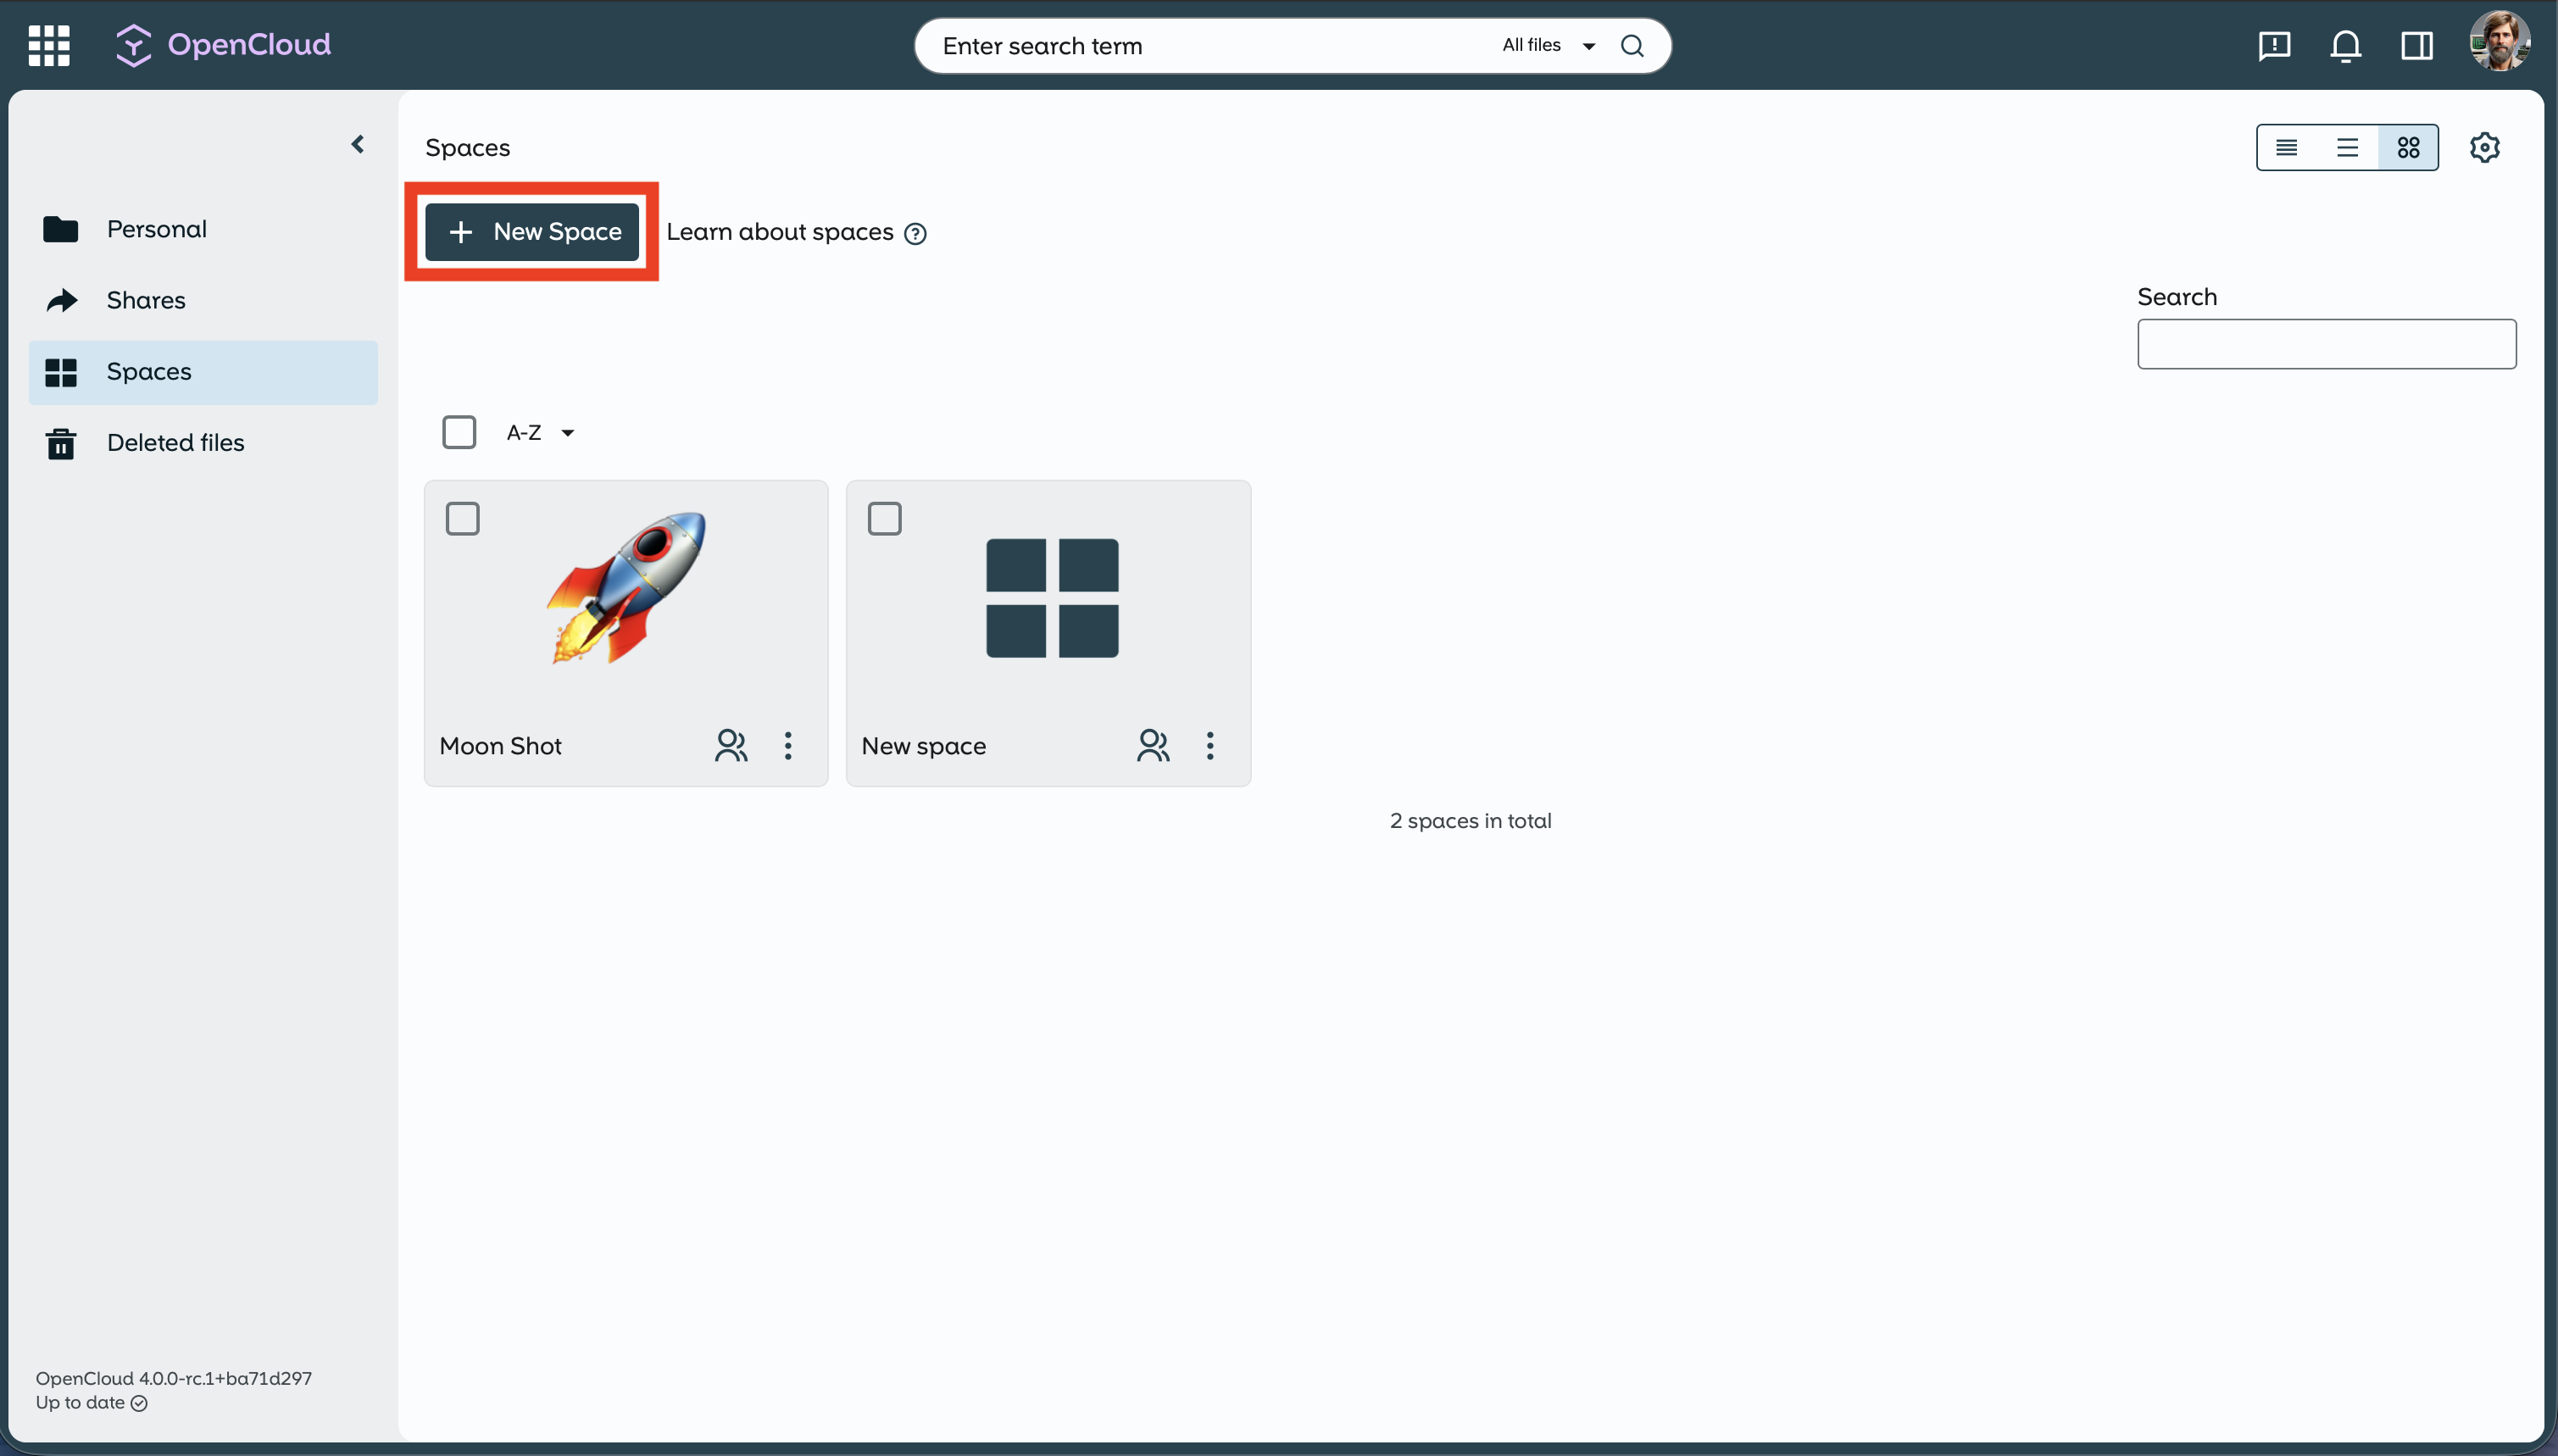 OpenCloud
Enter search term
All files
Spaces
New Space
Learn about spaces
Personal
Shares
Spaces
Deleted files
Search
A-Z
Moon Shot
New space
2 spaces in total
OpenCloud 4.0.0-rc.1+ba71d297
Up to date